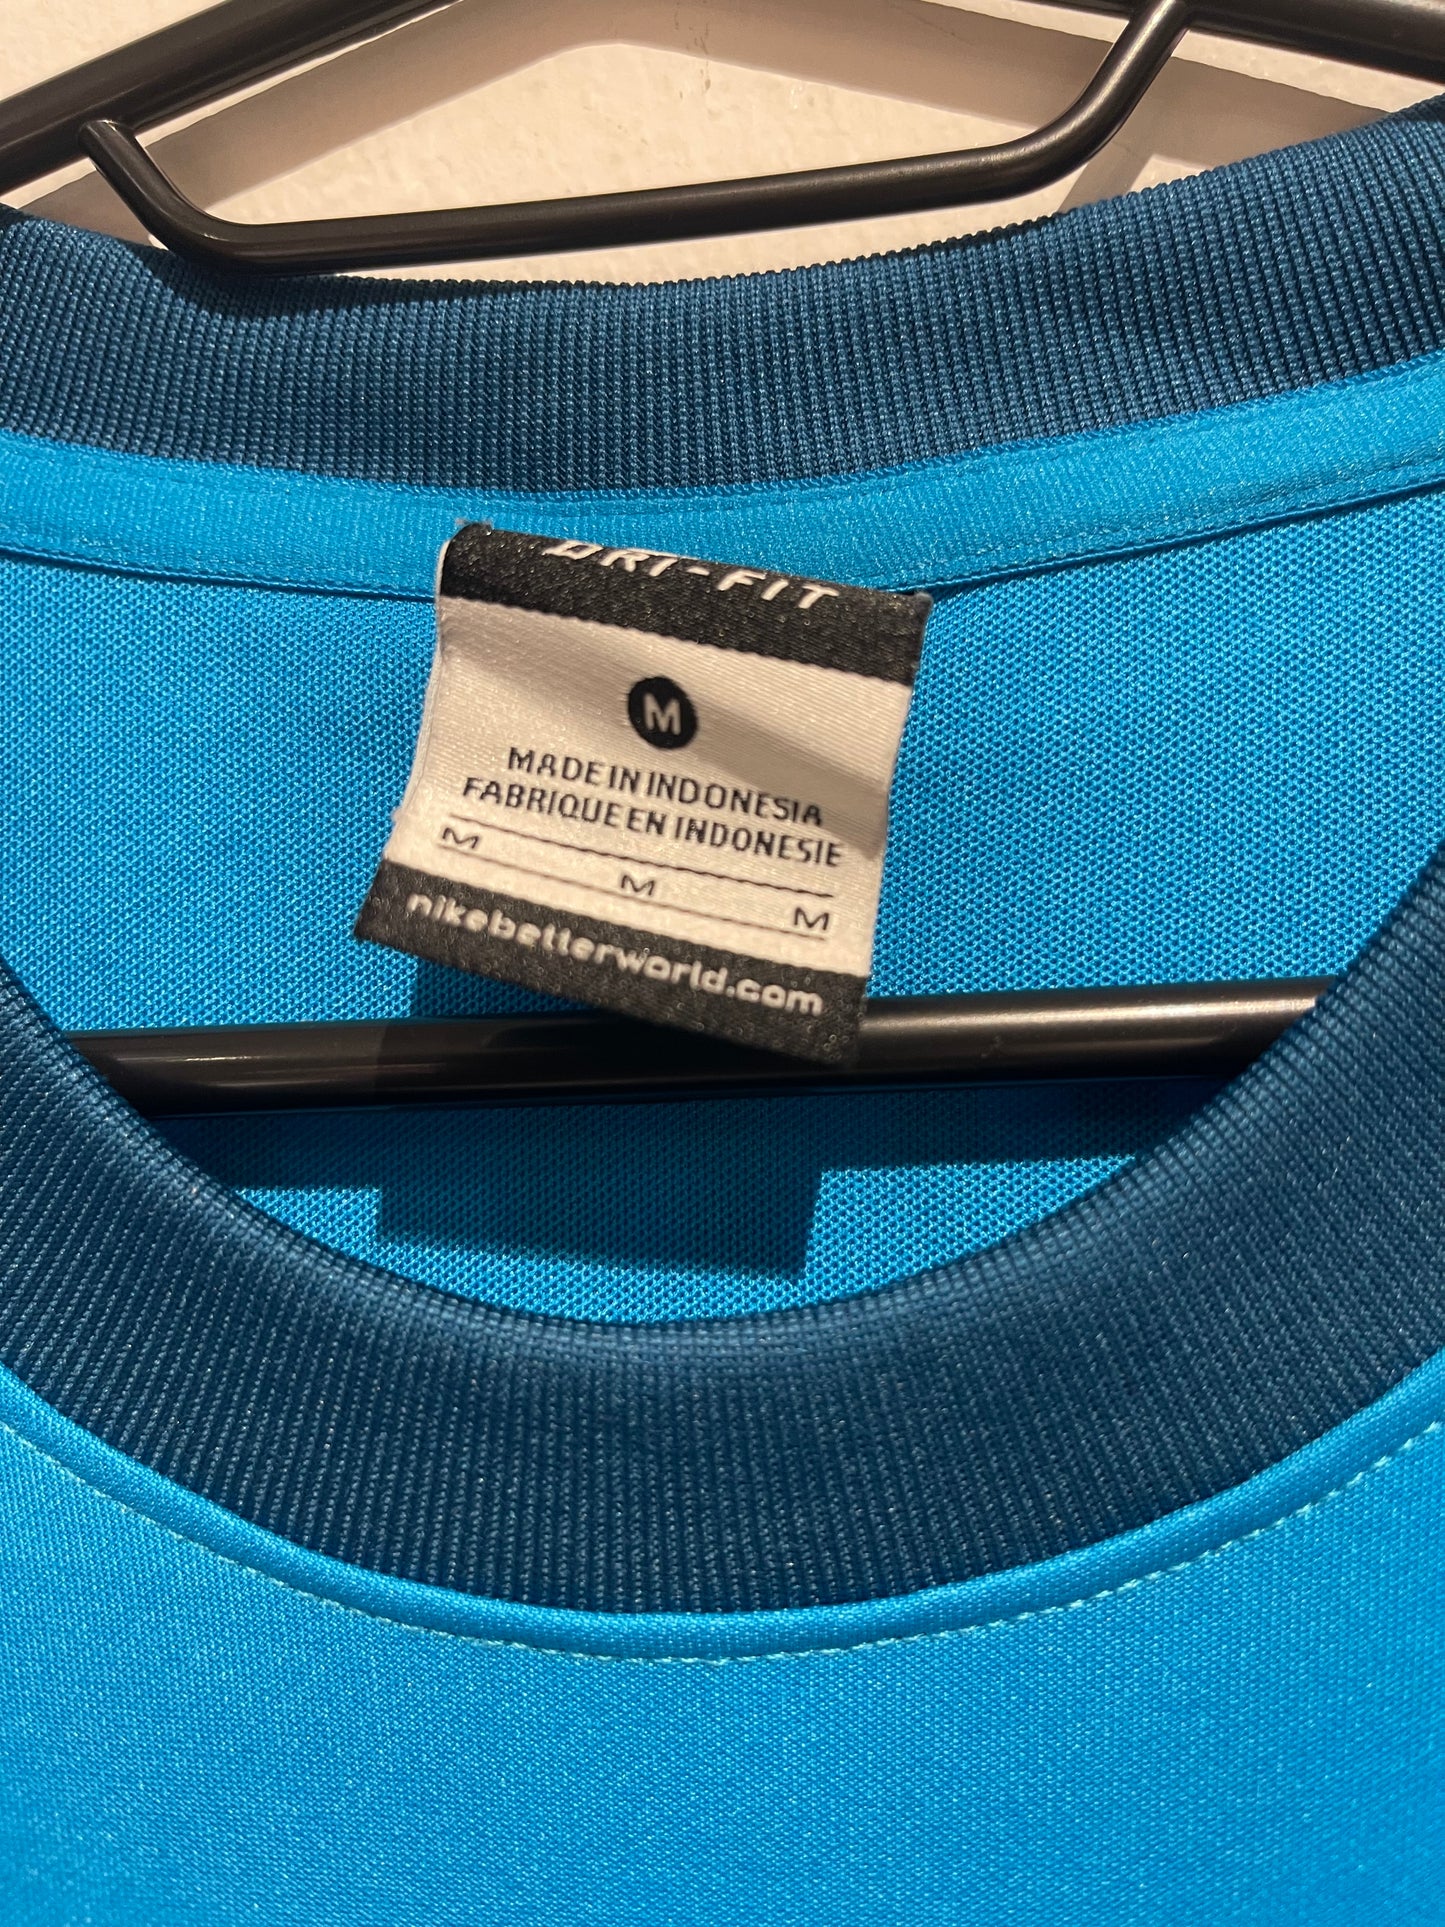 DRI-FIT
M
MADE IN INDONESIA
FABRIQUE EN INDONESIE
M
M
M
nikebetterworld.com